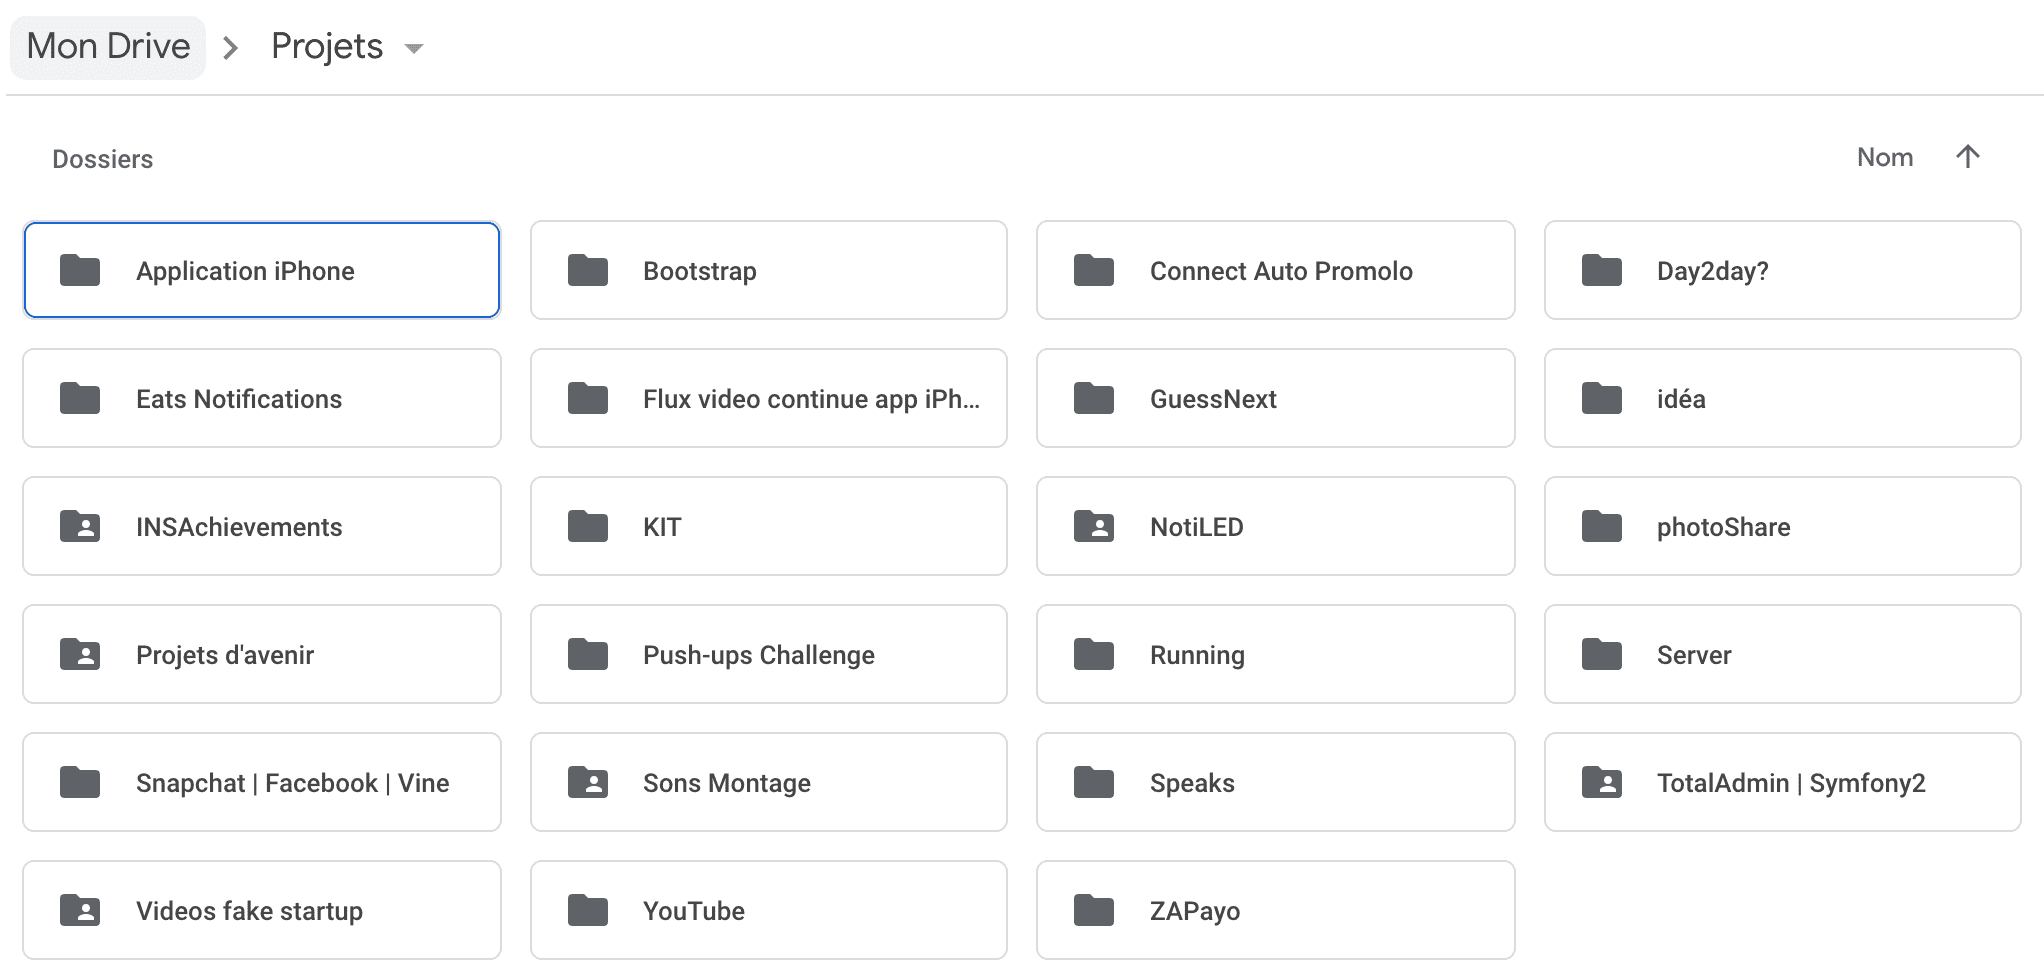 Mon Drive > Projets
Dossiers
Nom
Application iPhone
Bootstrap
Connect Auto Promolo
Day2day?
Eats Notifications
Flux video continue app iPh...
GuessNext
idéa
INSAchievements
KIT
NotiLED
photoShare
Projets d'avenir
Push-ups Challenge
Running
Server
Snapchat | Facebook | Vine
Sons Montage
Speaks
TotalAdmin | Symfony2
Videos fake startup
YouTube
ZAPayo